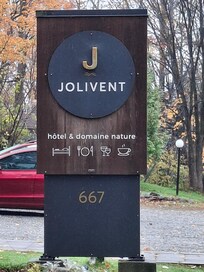 J
JOLIVENT
hôtel & domaine nature
667